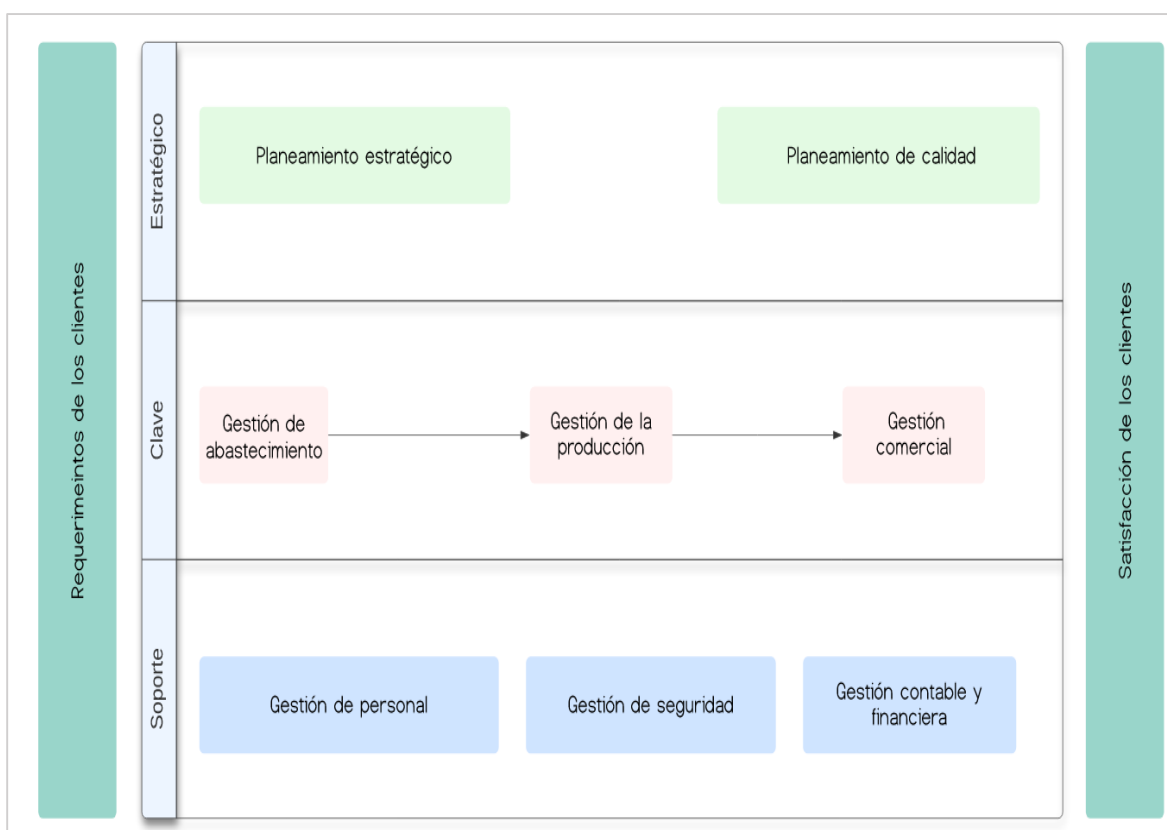 Requerimeintos de los clientes
Estratégico
Planeamiento estratégico
Planeamiento de calidad
Clave
Gestión de
abastecimiento
Gestión de la
producción
Gestión
comercial
Soporte
Gestión de personal
Gestión de seguridad
Gestión contable y
financiera
Satisfacción de los clientes